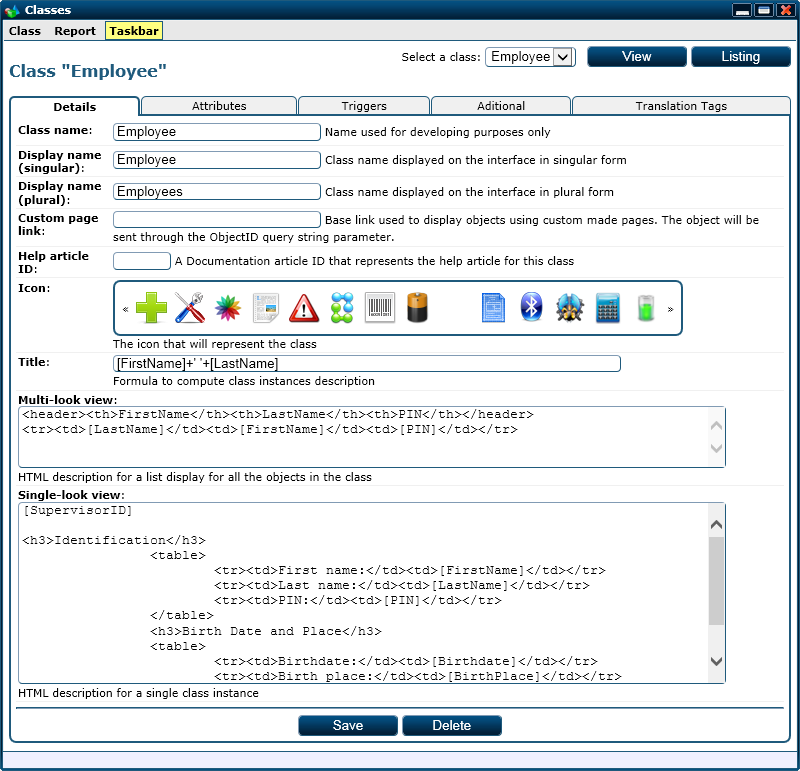 Classes
Class Report Taskbar
Select a class: Employee View Listing
Class "Employee"
Details Attributes Triggers Aditional Translation Tags
Class name: Employee Name used for developing purposes only
Display name
(singular): Employee Class name displayed on the interface in singular form
Display name
(plural): Employees Class name displayed on the interface in plural form
Custom page
link: Base link used to display objects using custom made pages. The object will be
sent through the ObjectID query string parameter.
Help article
ID: A Documentation article ID that represents the help article for this class
Icon:
« »
The icon that will represent the class
Title: [FirstName]+' '+[LastName]
Formula to compute class instances description
Multi-look view:
<header><th>FirstName</th><th>LastName</th><th>PIN</th></header>
<tr><td>[LastName]</td><td>[FirstName]</td><td>[PIN]</td></tr>
HTML description for a list display for all the objects in the class
Single-look view:
[SupervisorID]
<h3>Identification</h3>
<table>
<tr><td>First name:</td><td>[FirstName]</td></tr>
<tr><td>Last name:</td><td>[LastName]</td></tr>
<tr><td>PIN:</td><td>[PIN]</td></tr>
</table>
<h3>Birth Date and Place</h3>
<table>
<tr><td>Birthdate:</td><td>[Birthdate]</td></tr>
<tr><td>Birth place:</td><td>[BirthPlace]</td></tr>
HTML description for a single class instance
Save Delete